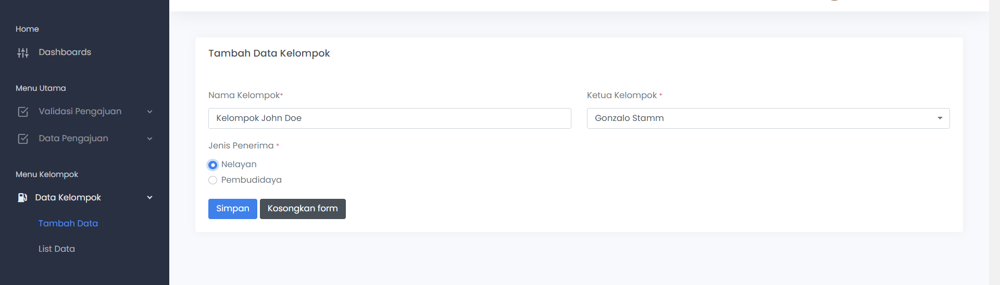 Home
Dashboards
Menu Utama
Validasi Pengajuan
Data Pengajuan
Menu Kelompok
Data Kelompok
Tambah Data
List Data
Tambah Data Kelompok
Nama Kelompok*
Kelompok John Doe
Ketua Kelompok *
Gonzalo Stamm
Jenis Penerima *
Nelayan
Pembudidaya
Simpan
Kosongkan form